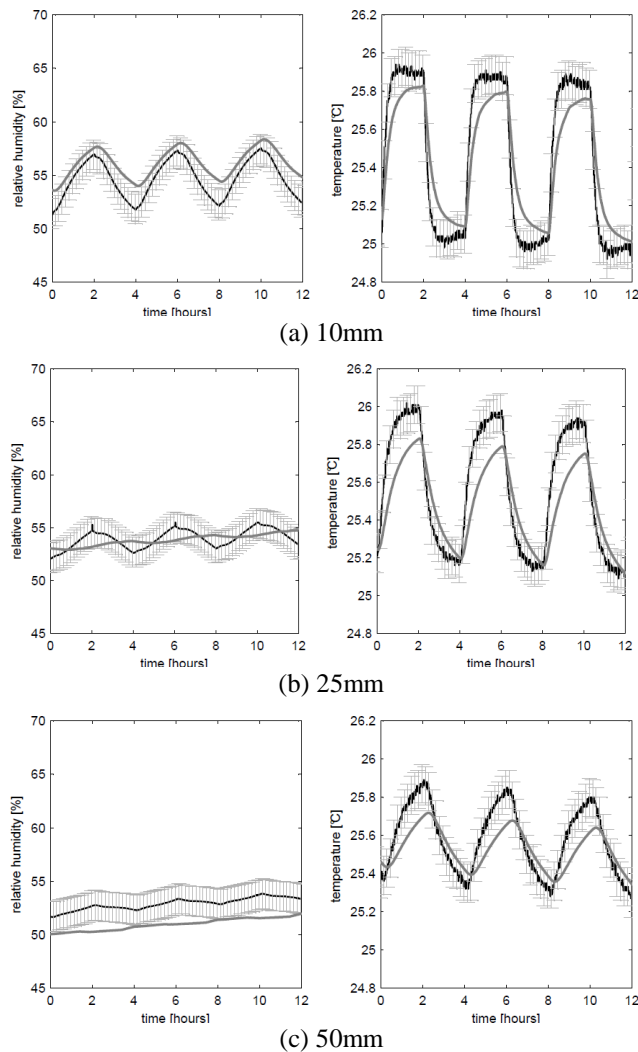 70
65
60
55
50
45
relative humidity [%]
0 2 4 6 8 10 12
time [hours]
26.2
26
25.8
25.6
25.4
25.2
25
24.8
temperature [℃]
0 2 4 6 8 10 12
time [hours]
(a) 10mm
70
65
60
55
50
45
relative humidity [%]
0 2 4 6 8 10 12
time [hours]
26.2
26
25.8
25.6
25.4
25.2
25
24.8
temperature [℃]
0 2 4 6 8 10 12
time [hours]
(b) 25mm
70
65
60
55
50
45
relative humidity [%]
0 2 4 6 8 10 12
time [hours]
26.2
26
25.8
25.6
25.4
25.2
25
24.8
temperature [℃]
0 2 4 6 8 10 12
time [hours]
(c) 50mm